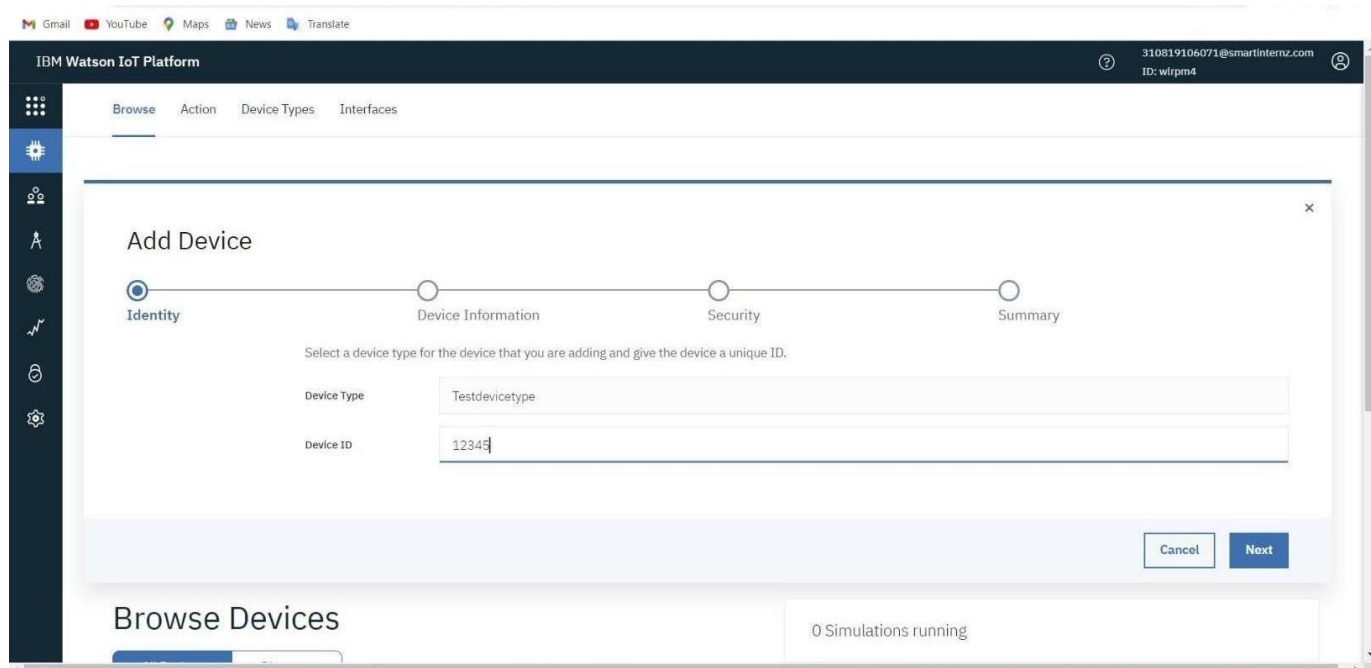 Gmail YouTube Maps News Translate
IBM Watson IoT Platform
310819106071@smartinternz.com
ID: wlrpm4
Browse Action Device Types Interfaces
Add Device
Identity Device Information Security Summary
Select a device type for the device that you are adding and give the device a unique ID.
Device Type Testdevicetype
Device ID 12345
Cancel Next
Browse Devices
0 Simulations running